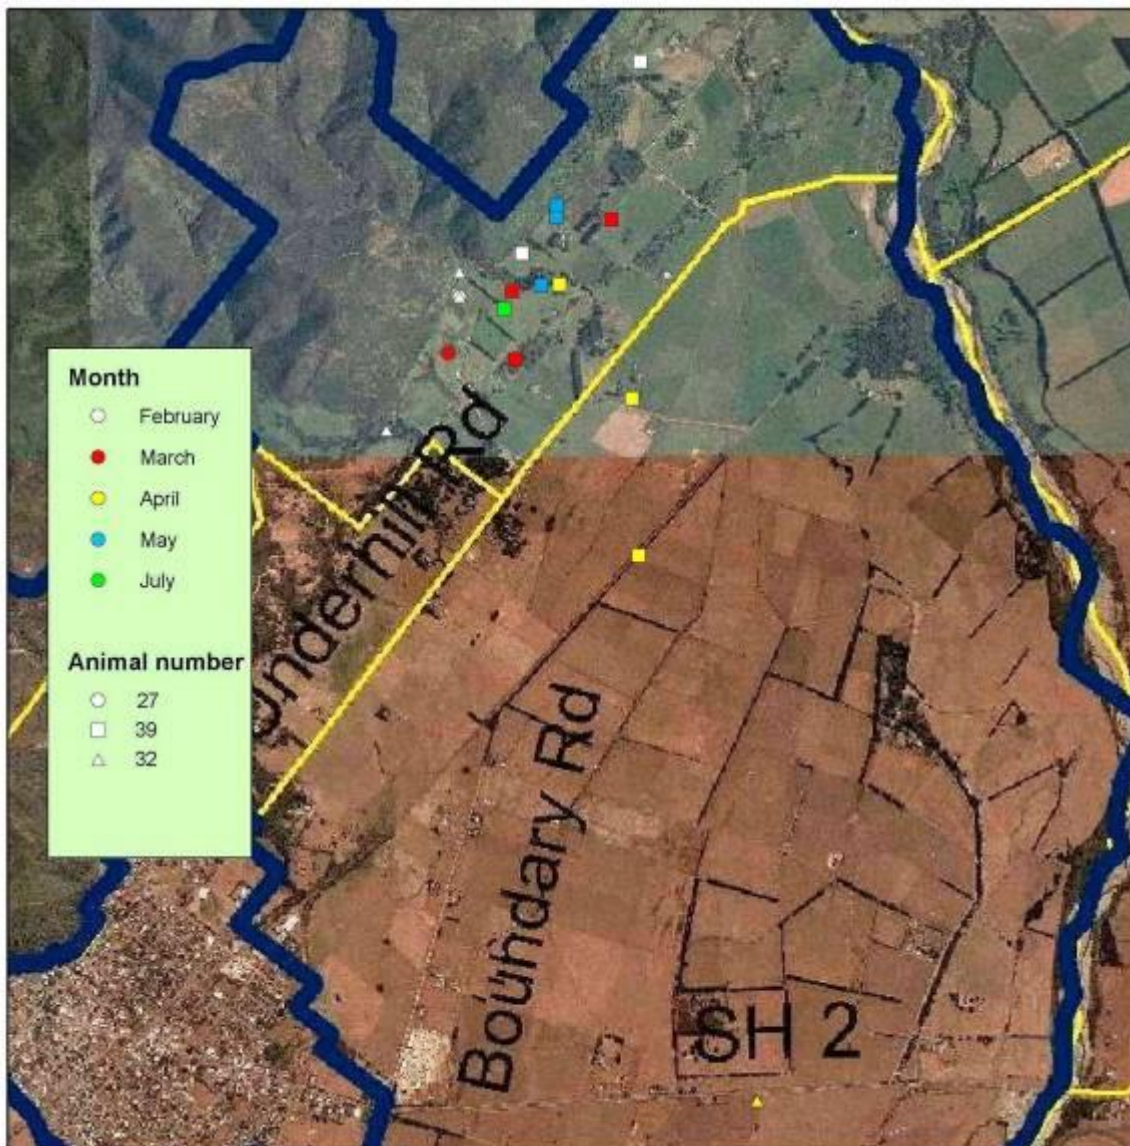 Month
February
March
April
May
July
Animal number
27
39
32
Underhill Rd
Boundary Rd
SH 2